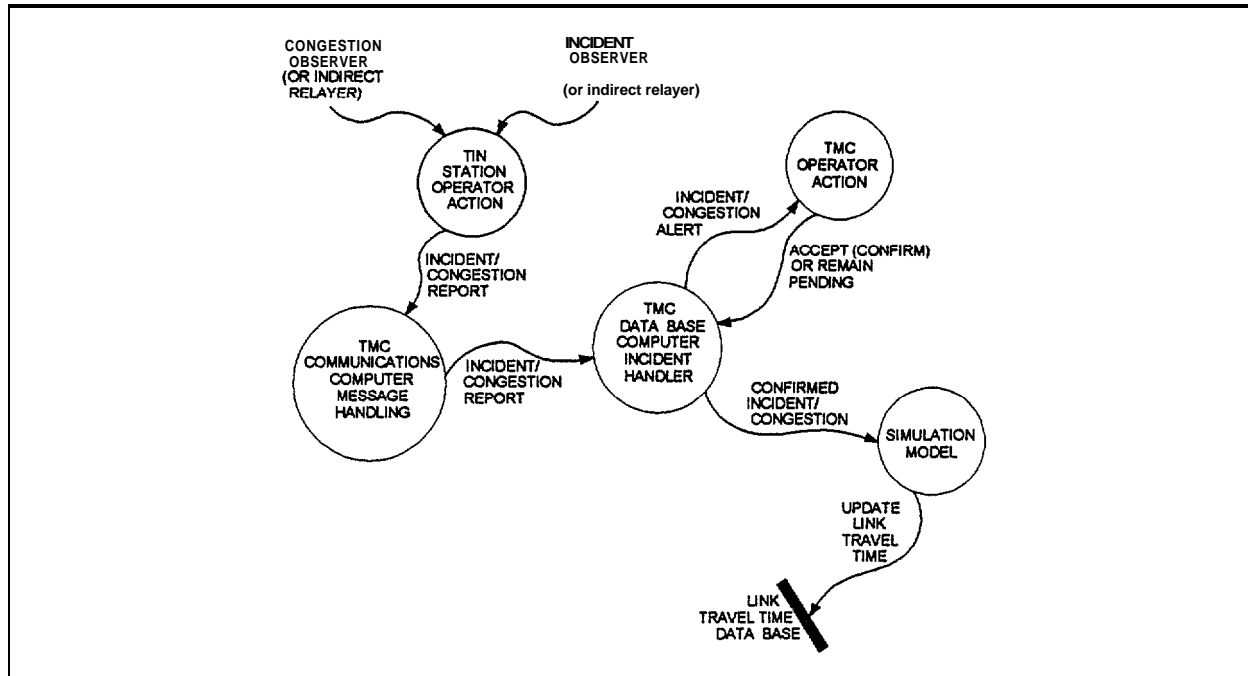 CONGESTION
OBSERVER
(OR INDIRECT
RELAYER)
INCIDENT
OBSERVER
(or indirect relayer)
TIN
STATION
OPERATOR
ACTION
TMC
OPERATOR
ACTION
INCIDENT/
CONGESTION
ALERT
ACCEPT (CONFIRM)
OR REMAIN
PENDING
INCIDENT/
CONGESTION
REPORT
TMC
COMMUNICATIONS
COMPUTER
MESSAGE
HANDLING
INCIDENT/
CONGESTION
REPORT
TMC
DATA BASE
COMPUTER
INCIDENT
HANDLER
CONFIRMED
INCIDENT/
CONGESTION
SIMULATION
MODEL
UPDATE
LINK
TRAVEL
TIME
LINK
TRAVEL TIME
DATA BASE